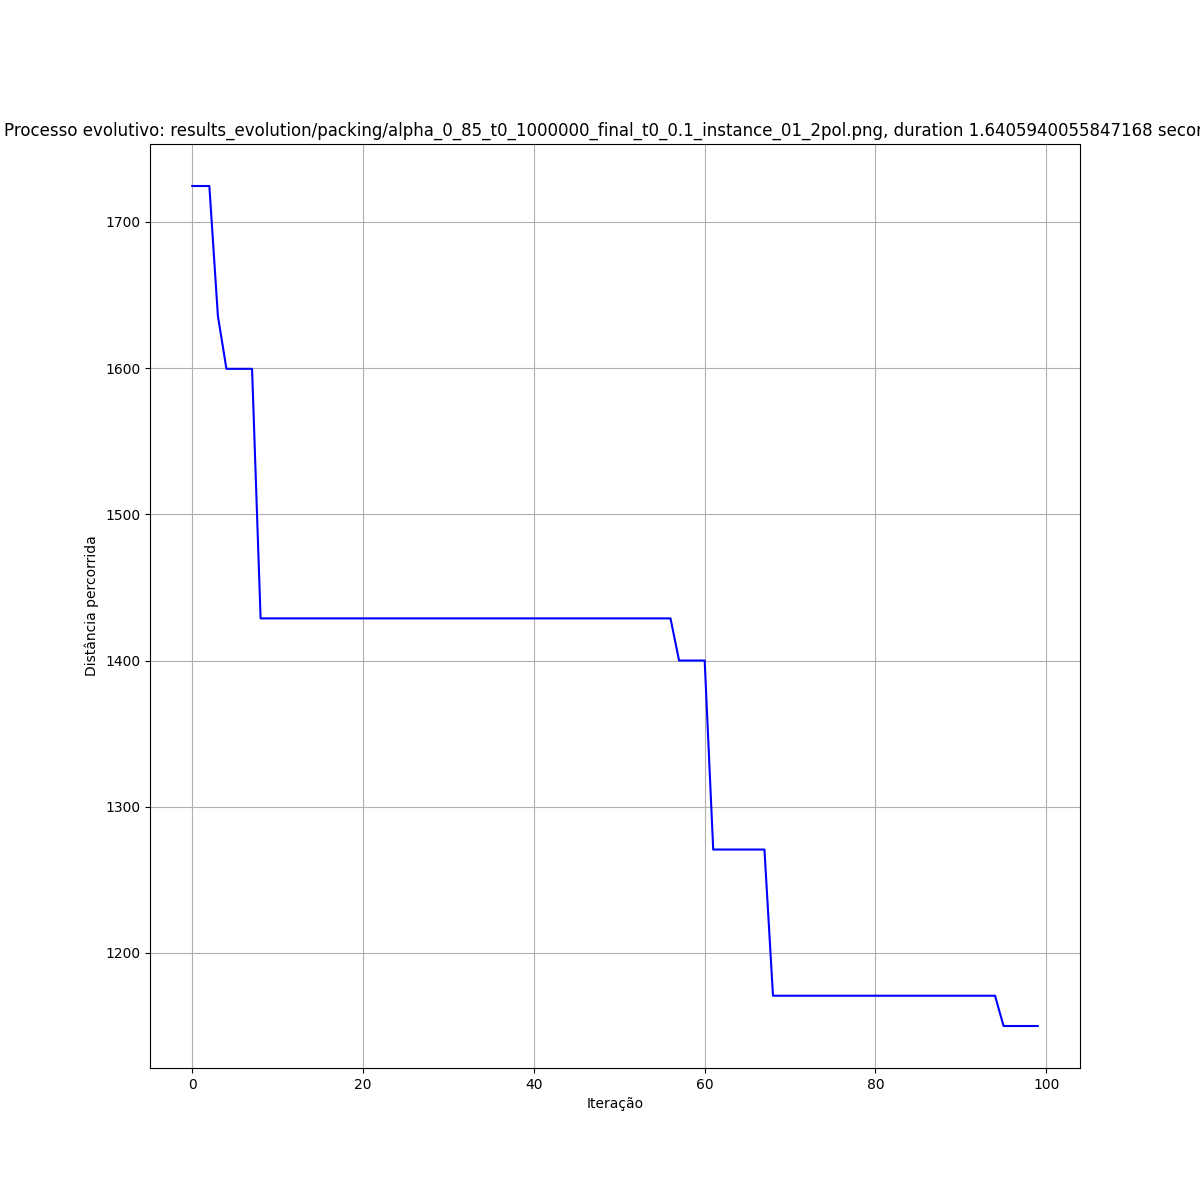 Processo evolutivo: results_evolution/packing/alpha_0_85_t0_1000000_final_t0_0.1_instance_01_2pol.png, duration 1.6405940055847168
1700
1600
1500
1400
1300
1200
Distância percorrida
0 20 40 60 80 100
Iteração